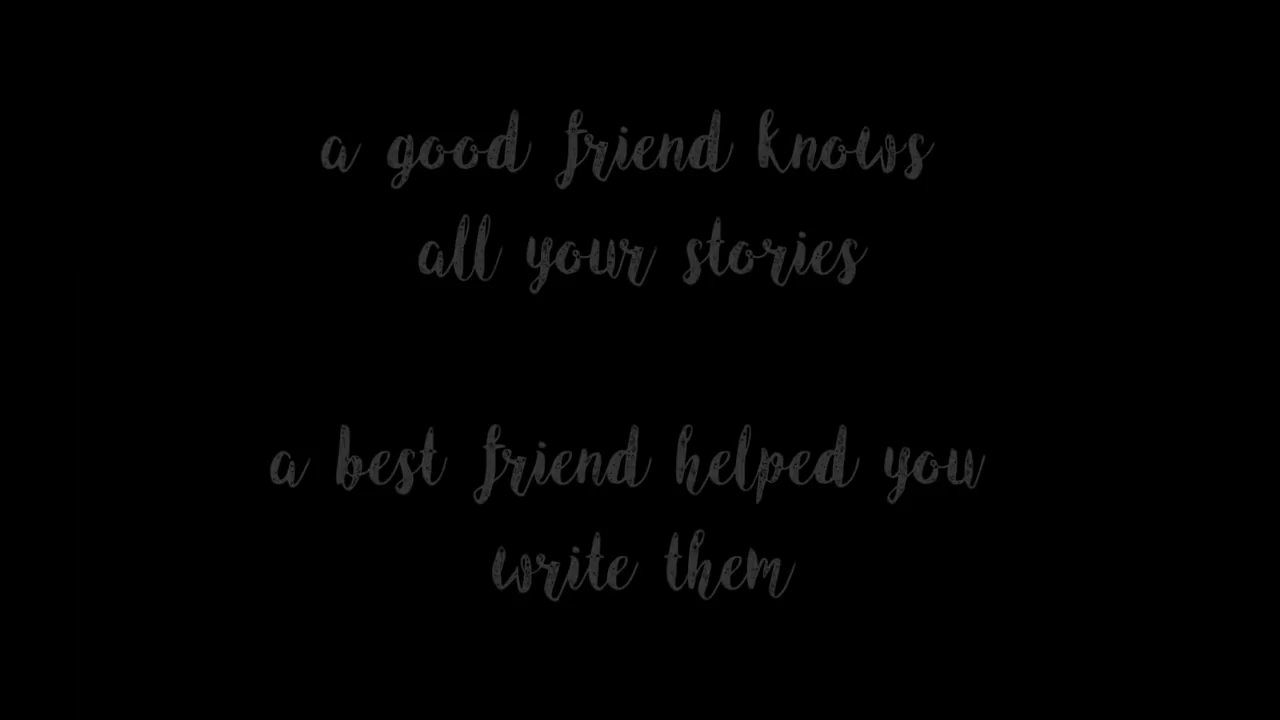 a good friend knows
all your stories
a best friend helped you
write them